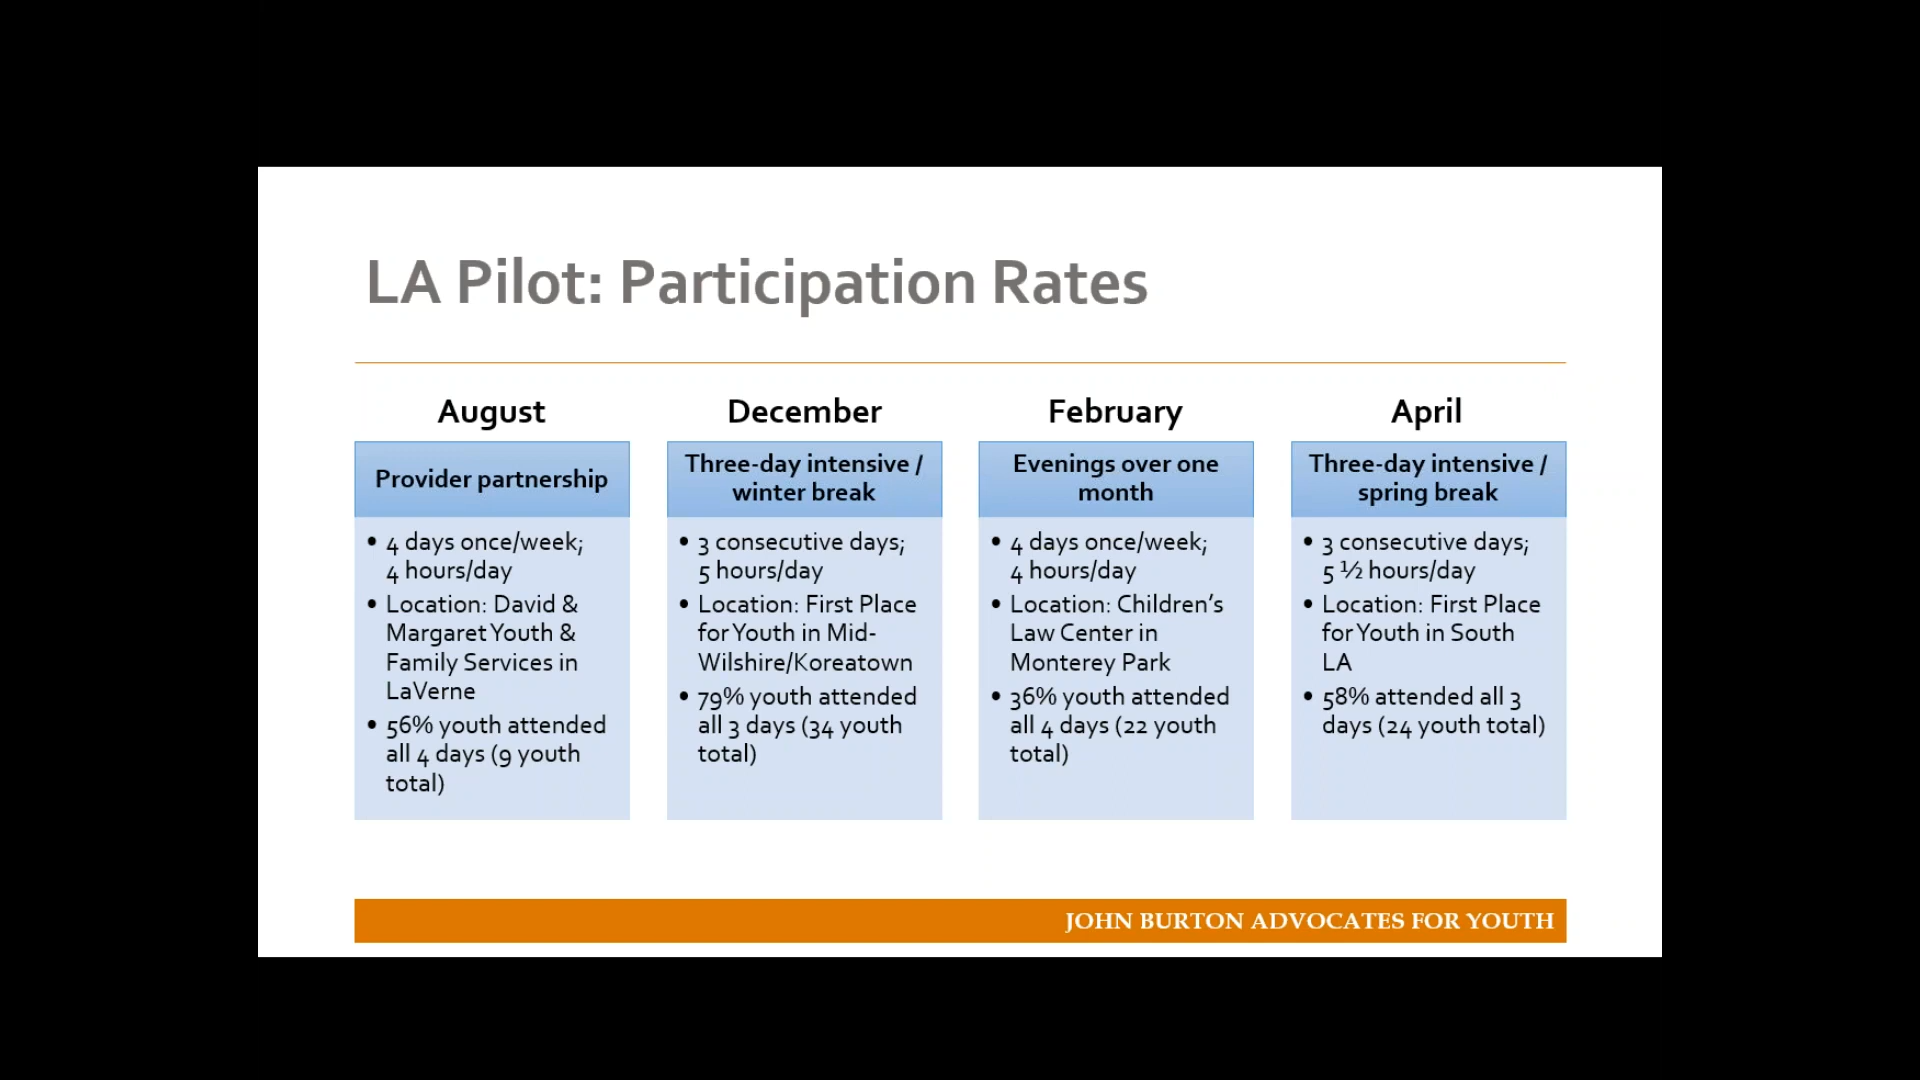 LA Pilot: Participation Rates
August
Provider partnership
• 4 days once/week;
4 hours/day
• Location: David &
Margaret Youth &
Family Services in
LaVerne
• 56% youth attended
all 4 days (9 youth
total)
December
Three-day intensive /
winter break
• 3 consecutive days;
5 hours/day
• Location: First Place
for Youth in Mid-
Wilshire/Koreatown
• 79% youth attended
all 3 days (34 youth
total)
February
Evenings over one
month
• 4 days once/week;
4 hours/day
• Location: Children’s
Law Center in
Monterey Park
• 36% youth attended
all 4 days (22 youth
total)
April
Three-day intensive /
spring break
• 3 consecutive days;
5 ½ hours/day
• Location: First Place
for Youth in South
LA
• 58% attended all 3
days (24 youth total)
JOHN BURTON ADVOCATES FOR YOUTH